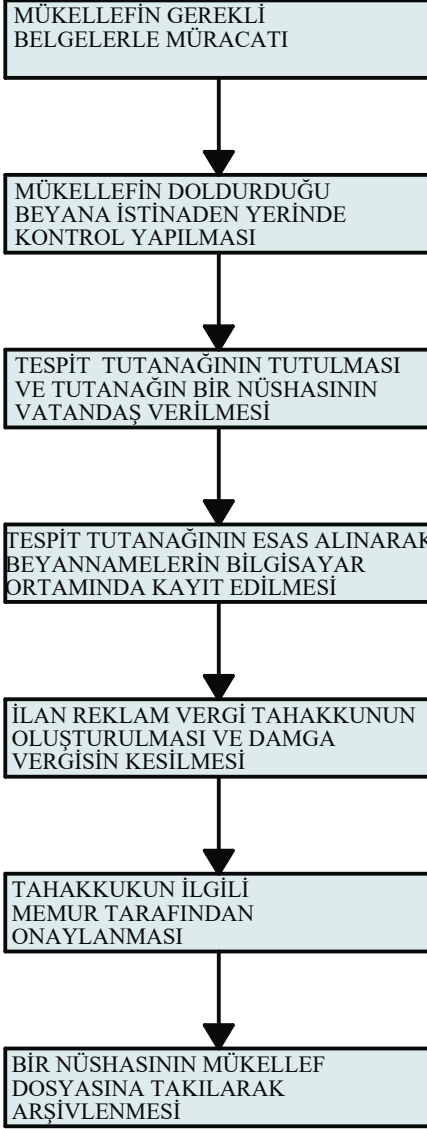 MÜKELLEFİN GEREKLİ
BELGELERLE MÜRACATI
MÜKELLEFİN DOLDURDUĞU
BEYANA İSTİNADEN YERİNDE
KONTROL YAPILMASI
TESPİT TUTANAĞININ TUTULMASI
VE TUTANAĞIN BİR NÜSHASININ
VATANDAŞ VERİLMESİ
TESPİT TUTANAĞININ ESAS ALINARAK
BEYANNAMELERİN BİLGİSAYAR
ORTAMINDA KAYIT EDİLMESİ
İLAN REKLAM VERGİ TAHAKKUNUN
OLUŞTURULMASI VE DAMGA
VERGİSİN KESİLMESİ
TAHAKKUKUN İLGİLİ
MEMUR TARAFINDAN
ONAYLANMASI
BİR NÜSHASININ MÜKELLEF
DOSYASINA TAKILARAK
ARŞİVLENMESİ